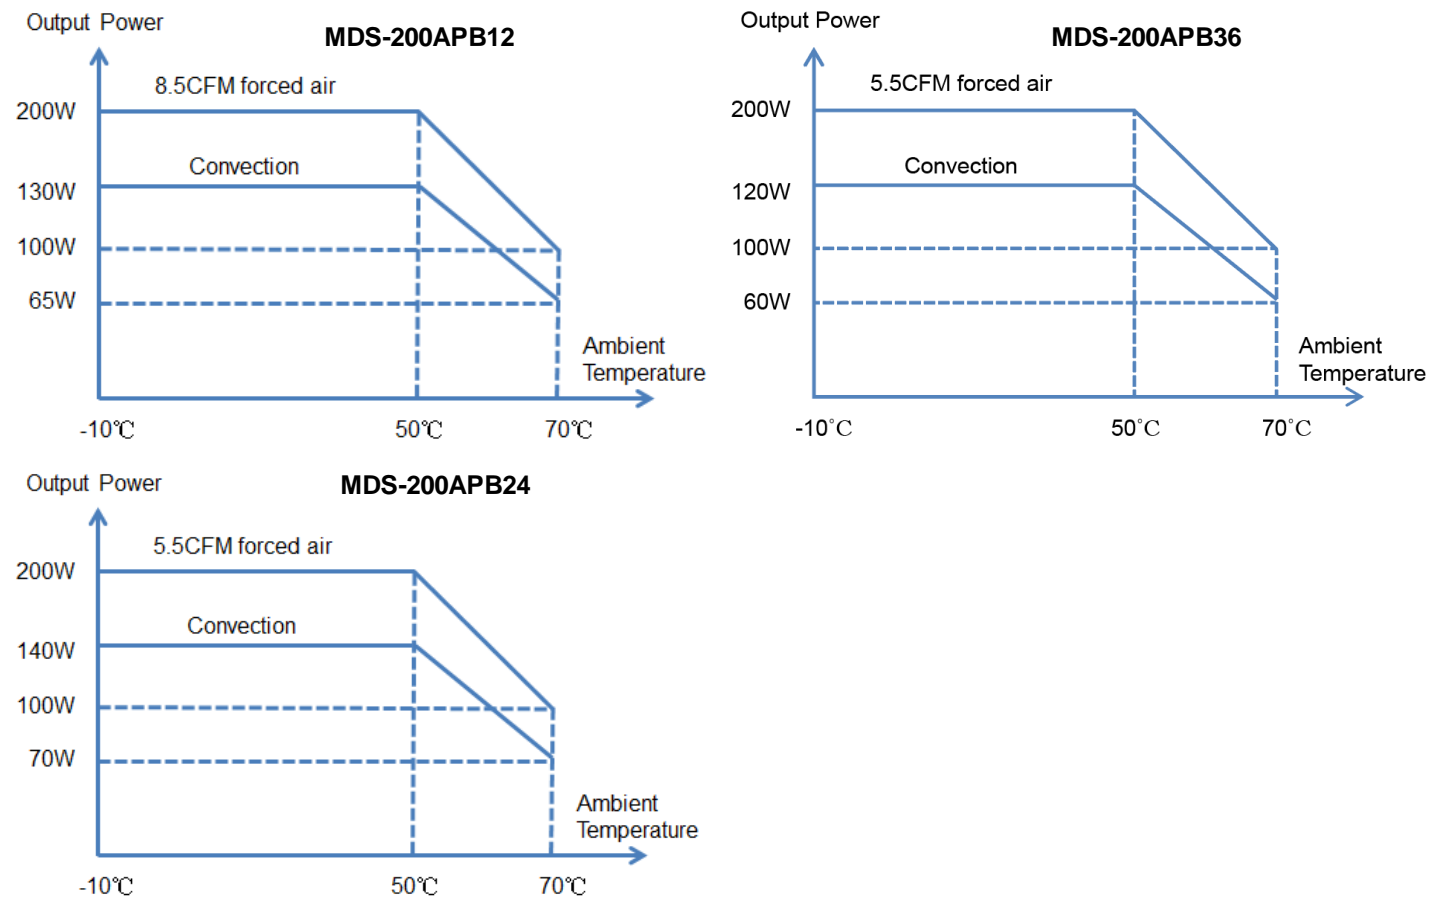 Output Power
MDS-200APB12
8.5CFM forced air
200W
Convection
130W
100W
65W
Ambient
Temperature
-10℃
50℃
70℃
Output Power
MDS-200APB36
5.5CFM forced air
200W
Convection
120W
100W
60W
Ambient
Temperature
-10°C
50°C
70°C
Output Power
MDS-200APB24
5.5CFM forced air
200W
Convection
140W
100W
70W
Ambient
Temperature
-10℃
50℃
70℃